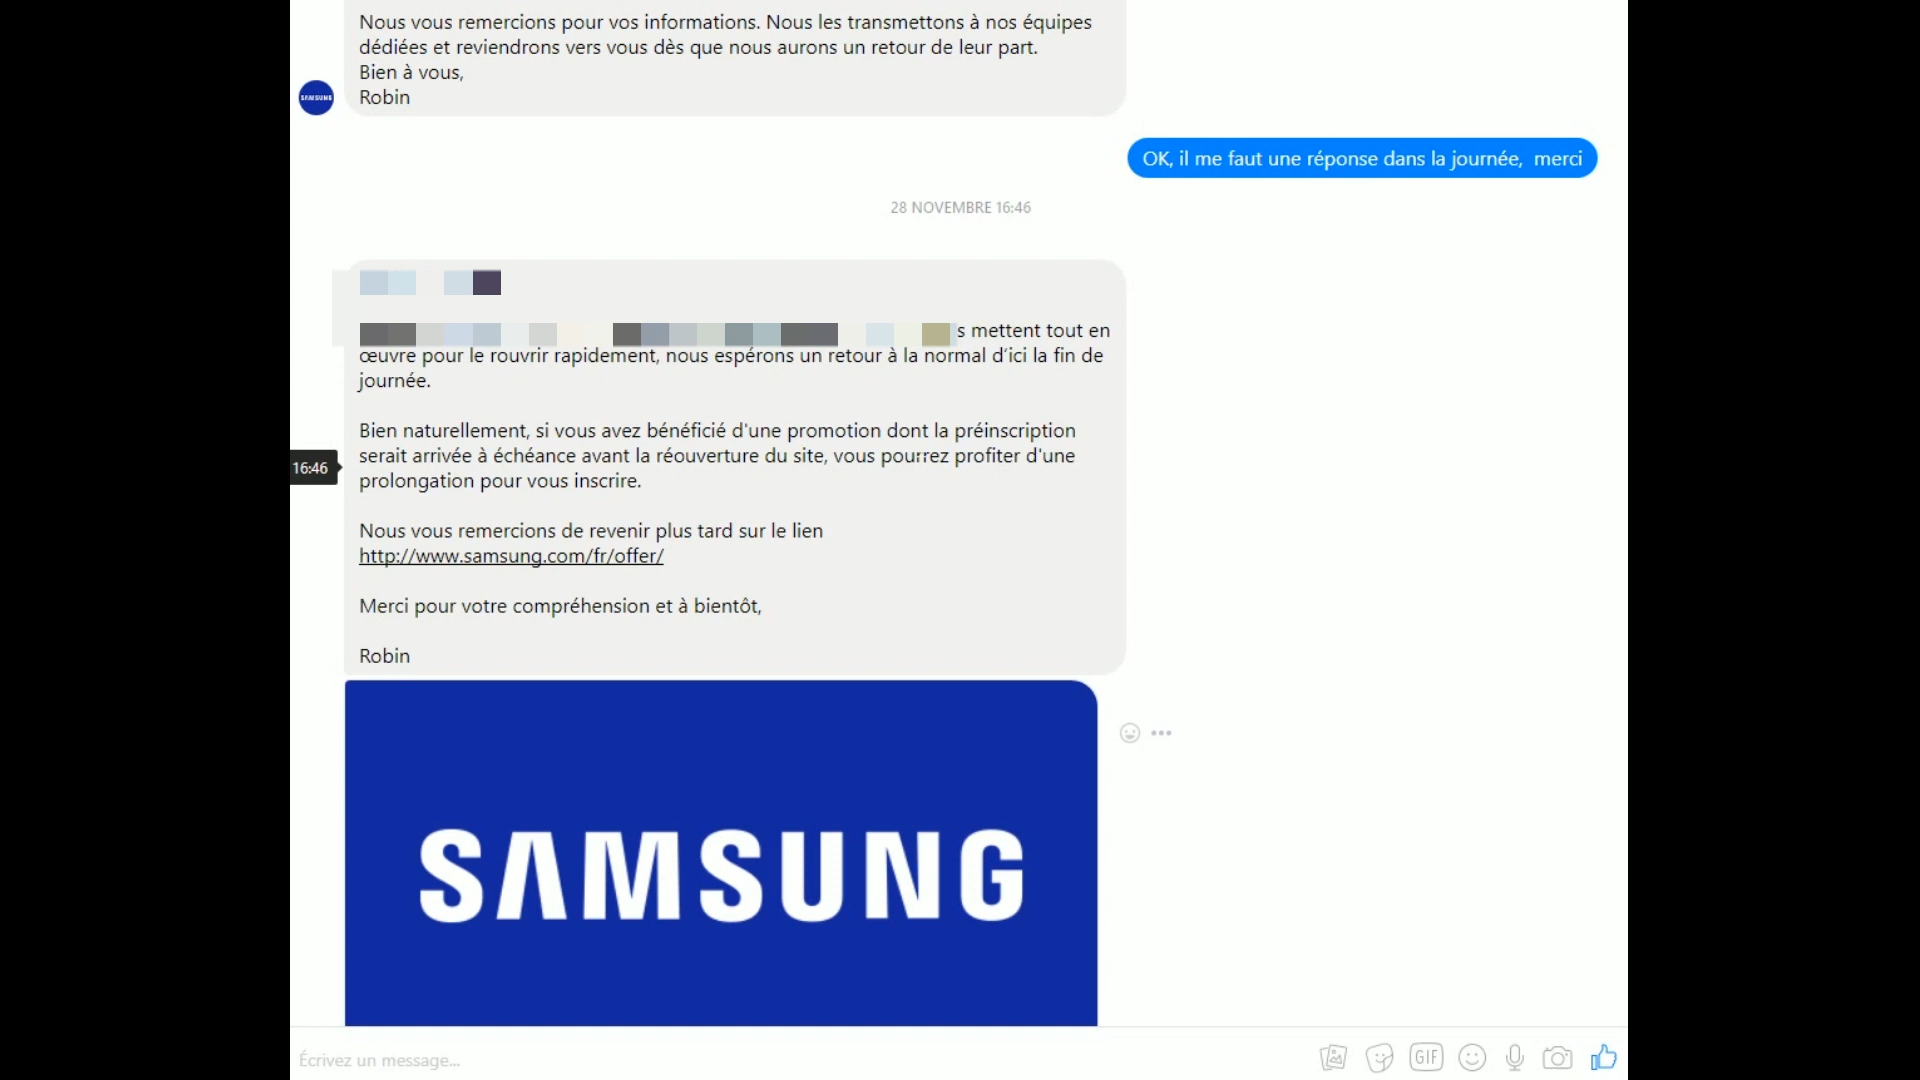 Nous vous remercions pour vos informations. Nous les transmettons à nos équipes
dédiées et reviendrons vers vous dès que nous aurons un retour de leur part.
Bien à vous,
Robin
SAMSUNG
OK, il me faut une réponse dans la journée, merci
28 NOVEMBRE 16:46
s mettent tout en
œuvre pour le rouvrir rapidement, nous espérons un retour à la normal d'ici la fin de
journée.
Bien naturellement, si vous avez bénéficié d'une promotion dont la préinscription
serait arrivée à échéance avant la réouverture du site, vous pourrez profiter d'une
prolongation pour vous inscrire.
16:46
Nous vous remercions de revenir plus tard sur le lien
http://www.samsung.com/fr/offer/
Merci pour votre compréhension et à bientôt,
Robin
SAMSUNG
Écrivez un message...
GIF